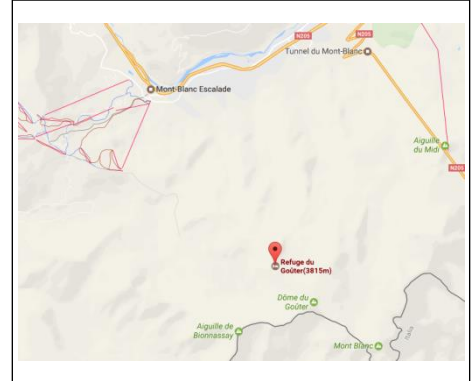 N205
N205
Tunnel du Mont-Blanc
Mont-Blanc Escalade
Aiguille
du Midi
N205
Refuge du
Goûter(3815m)
Dôme du
Goûter
Aiguille de
Bionnassay
Mont Blanc
Italia